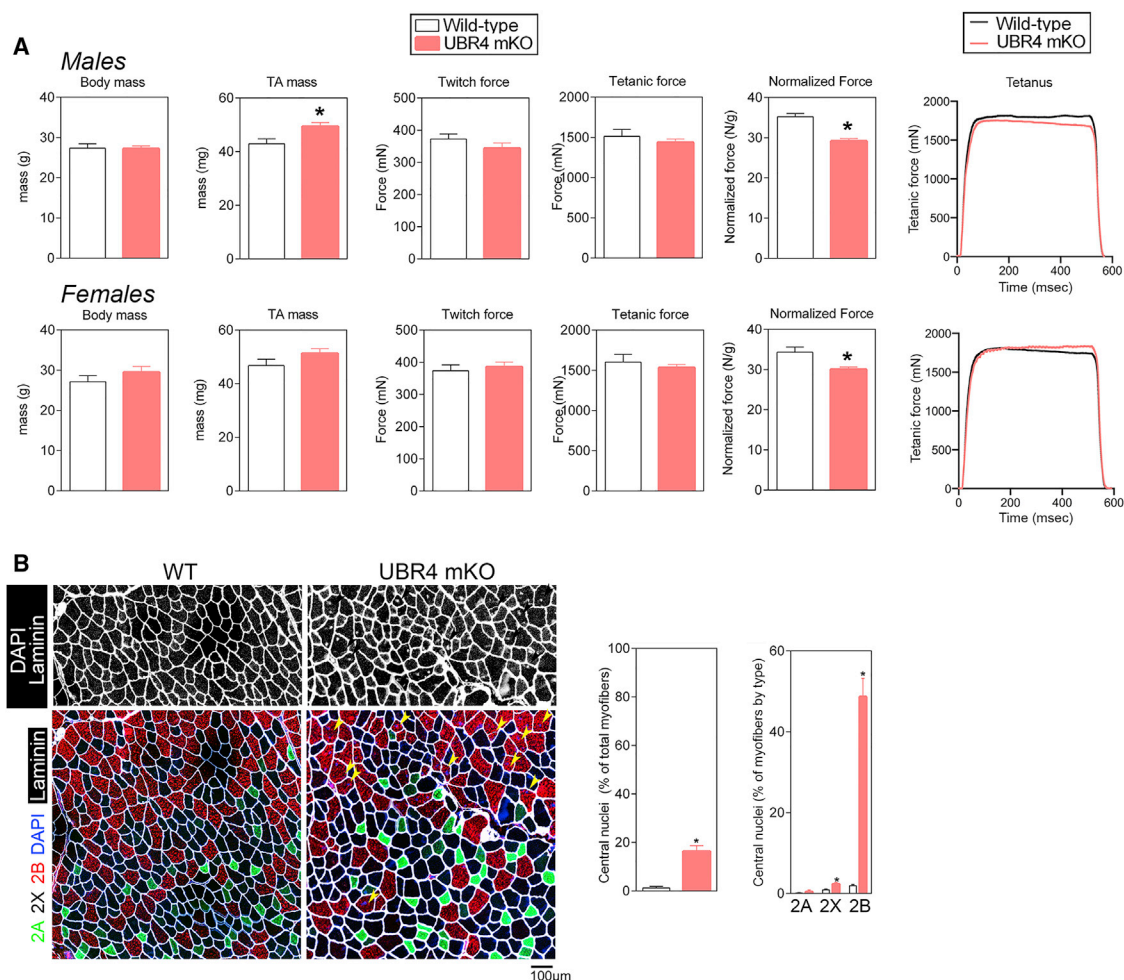 A
Wild-type
UBR4 mKO
Wild-type
UBR4 mKO
Males
Body mass
TA mass
Twitch force
Tetanic force
Normalized Force
Tetanus
mass (g)
40
30
20
10
0
mass (mg)
60
40
20
0
*
Force (mN)
500
400
300
200
100
0
Force (mN)
2000
1500
1000
500
0
Normalized force (N/g)
40
30
20
10
0
*
Tetanic force (mN)
2000
1500
1000
500
0
0 200 400 600
Time (msec)
Females
Body mass
TA mass
Twitch force
Tetanic force
Normalized Force
mass (g)
40
30
20
10
0
mass (mg)
60
40
20
0
Force (mN)
500
400
300
200
100
0
Force (mN)
2000
1500
1000
500
0
Normalized force (N/g)
40
30
20
10
0
*
Tetanic force (mN)
2000
1500
1000
500
0
0 200 400 600
Time (msec)
B
WT
UBR4 mKO
DAPI
Laminin
2A 2X 2B DAPI Laminin
100µm
Central nuclei (% of total myofibers)
100
80
60
40
20
0
*
Central nuclei (% of myofibers by type)
60
40
20
0
*
*
2A 2X 2B